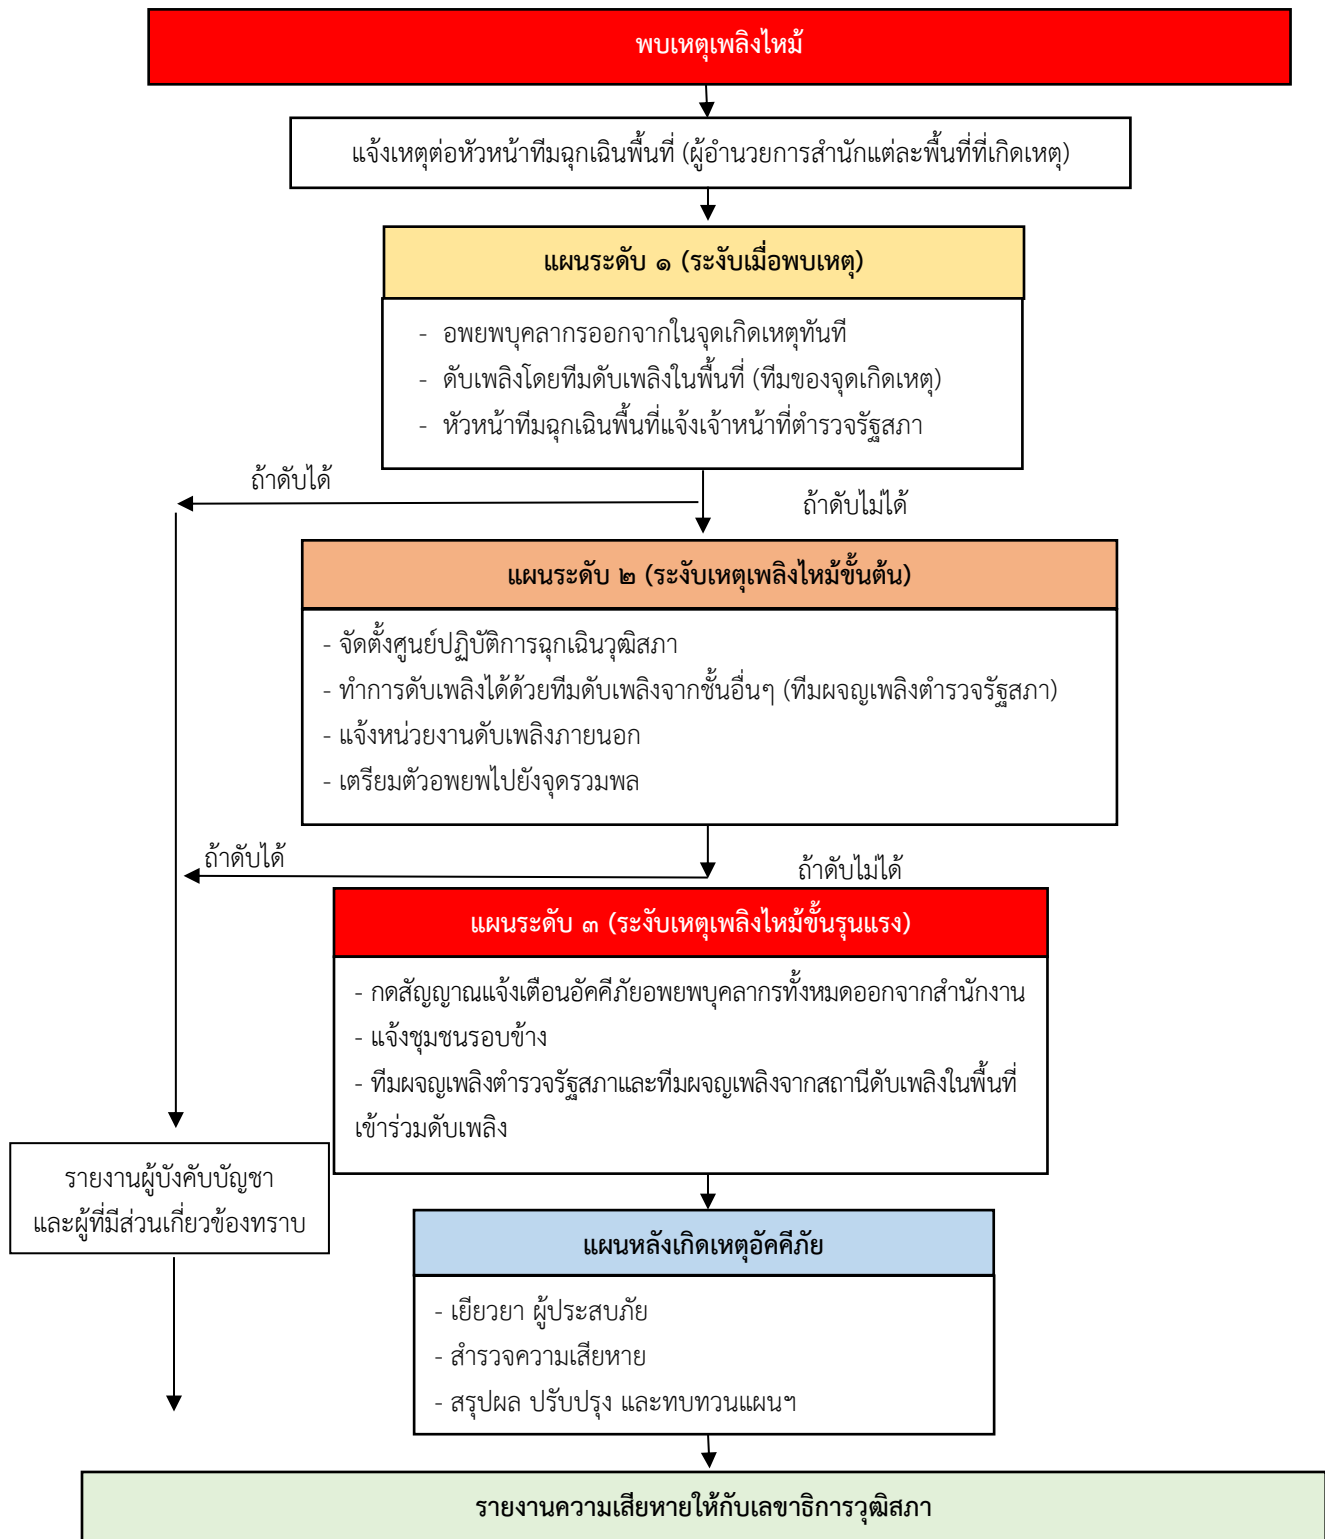 พบเหตุเพลิงไหม้
แจ้งเหตุต่อหัวหน้าทีมฉุกเฉินพื้นที่ (ผู้อำนวยการสำนักแต่ละพื้นที่ที่เกิดเหตุ)
แผนระดับ ๑ (ระงับเมื่อพบเหตุ)
- อพยพบุคลากรออกจากในจุดเกิดเหตุทันที
- ดับเพลิงโดยทีมดับเพลิงในพื้นที่ (ทีมของจุดเกิดเหตุ)
- หัวหน้าทีมฉุกเฉินพื้นที่แจ้งเจ้าหน้าที่ตำรวจรัฐสภา
ถ้าดับได้
ถ้าดับไม่ได้
แผนระดับ ๒ (ระงับเหตุเพลิงไหม้ขั้นต้น)
- จัดตั้งศูนย์ปฏิบัติการฉุกเฉินวุฒิสภา
- ทำการดับเพลิงได้ด้วยทีมดับเพลิงจากชั้นอื่นๆ (ทีมผจญเพลิงตำรวจรัฐสภา)
- แจ้งหน่วยงานดับเพลิงภายนอก
- เตรียมตัวอพยพไปยังจุดรวมพล
ถ้าดับได้
ถ้าดับไม่ได้
แผนระดับ ๓ (ระงับเหตุเพลิงไหม้ขั้นรุนแรง)
- กดสัญญาณแจ้งเตือนอัคคีภัยอพยพบุคลากรทั้งหมดออกจากสำนักงาน
- แจ้งชุมชนรอบข้าง
- ทีมผจญเพลิงตำรวจรัฐสภาและทีมผจญเพลิงจากสถานีดับเพลิงในพื้นที่
เข้าร่วมดับเพลิง
รายงานผู้บังคับบัญชา
และผู้ที่มีส่วนเกี่ยวข้องทราบ
แผนหลังเกิดเหตุอัคคีภัย
- เยียวยา ผู้ประสบภัย
- สำรวจความเสียหาย
- สรุปผล ปรับปรุง และทบทวนแผนฯ
รายงานความเสียหายให้กับเลขาธิการวุฒิสภา